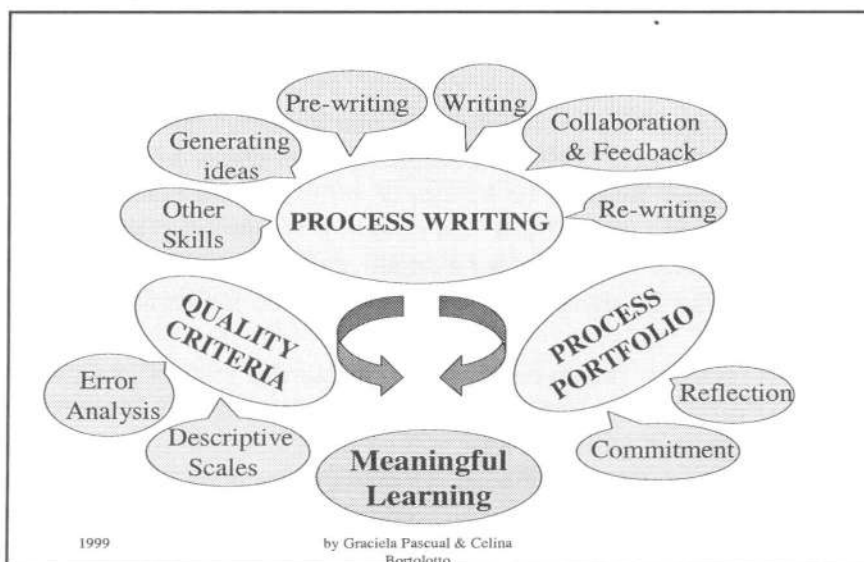 Pre-writing
Writing
Generating
ideas
Collaboration
& Feedback
Other
Skills
PROCESS WRITING
Re-writing
QUALITY
CRITERIA
PROCESS
PORTFOLIO
Error
Analysis
Descriptive
Scales
Reflection
Commitment
Meaningful
Learning
1999
by Graciela Pascual & Celina
Bortolotto